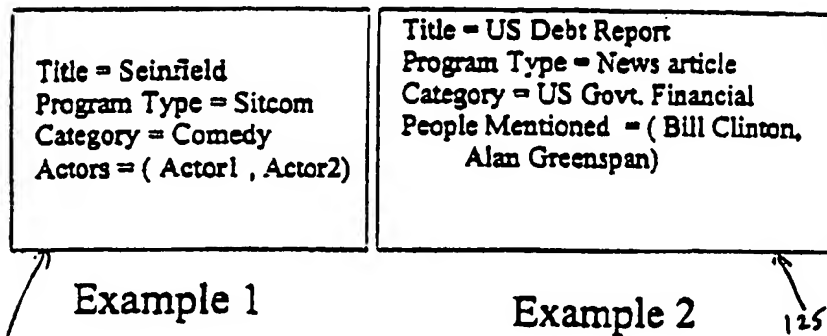 Title = Seinfield
Program Type = Sitcom
Category = Comedy
Actors = ( Actor1 , Actor2)
Title = US Debt Report
Program Type = News article
Category = US Govt. Financial
People Mentioned = ( Bill Clinton,
Alan Greenspan)
Example 1
Example 2
125